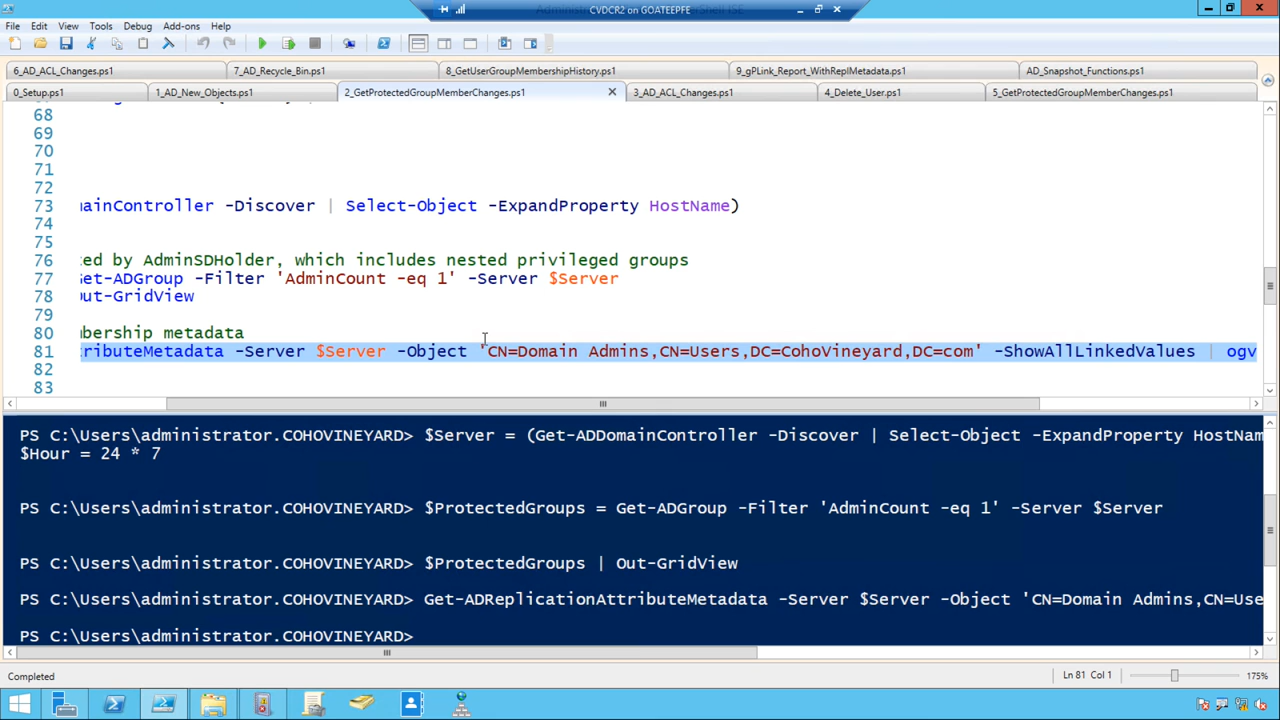 CVDCR2 on GOATEEPFE
File Edit View Tools Debug Add-ons Help
6_AD_ACL_Changes.ps1 7_AD_Recycle_Bin.ps1 8_GetUserGroupMembershipHistory.ps1 9_gPLink_Report_WithReplMetadata.ps1 AD_Snapshot_Functions.ps1
0_Setup.ps1 1_AD_New_Objects.ps1 2_GetProtectedGroupMemberChanges.ps1 3_AD_ACL_Changes.ps1 4_Delete_User.ps1 5_GetProtectedGroupMemberChanges.ps1
68
69
70
71
72
73 ainController -Discover | Select-Object -ExpandProperty HostName)
74
75
76 ted by AdminSDHolder, which includes nested privileged groups
77 Get-ADGroup -Filter 'AdminCount -eq 1' -Server $Server
78 Out-GridView
79
80 mbership metadata
81 tributeMetadata -Server $Server -Object 'CN=Domain Admins,CN=Users,DC=CohoVineyard,DC=com' -ShowAllLinkedValues | ogv
82
83
PS C:\Users\administrator.COHOVINEYARD> $Server = (Get-ADDomainController -Discover | Select-Object -ExpandProperty HostNam
$Hour = 24 * 7
PS C:\Users\administrator.COHOVINEYARD> $ProtectedGroups = Get-ADGroup -Filter 'AdminCount -eq 1' -Server $Server
PS C:\Users\administrator.COHOVINEYARD> $ProtectedGroups | Out-GridView
PS C:\Users\administrator.COHOVINEYARD> Get-ADReplicationAttributeMetadata -Server $Server -Object 'CN=Domain Admins,CN=Use
PS C:\Users\administrator.COHOVINEYARD>
Completed Ln 81 Col 1 175%